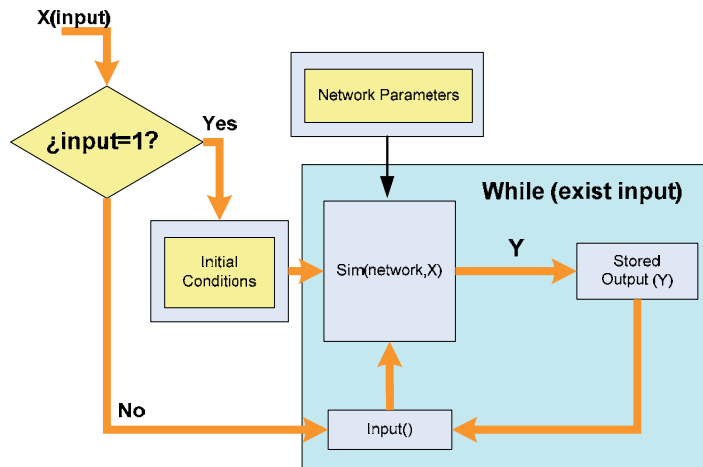 X(input)
¿input=1?
Yes
Network Parameters
While (exist input)
Initial
Conditions
Sim(network,X)
Y
Stored
Output (Y)
No
Input()